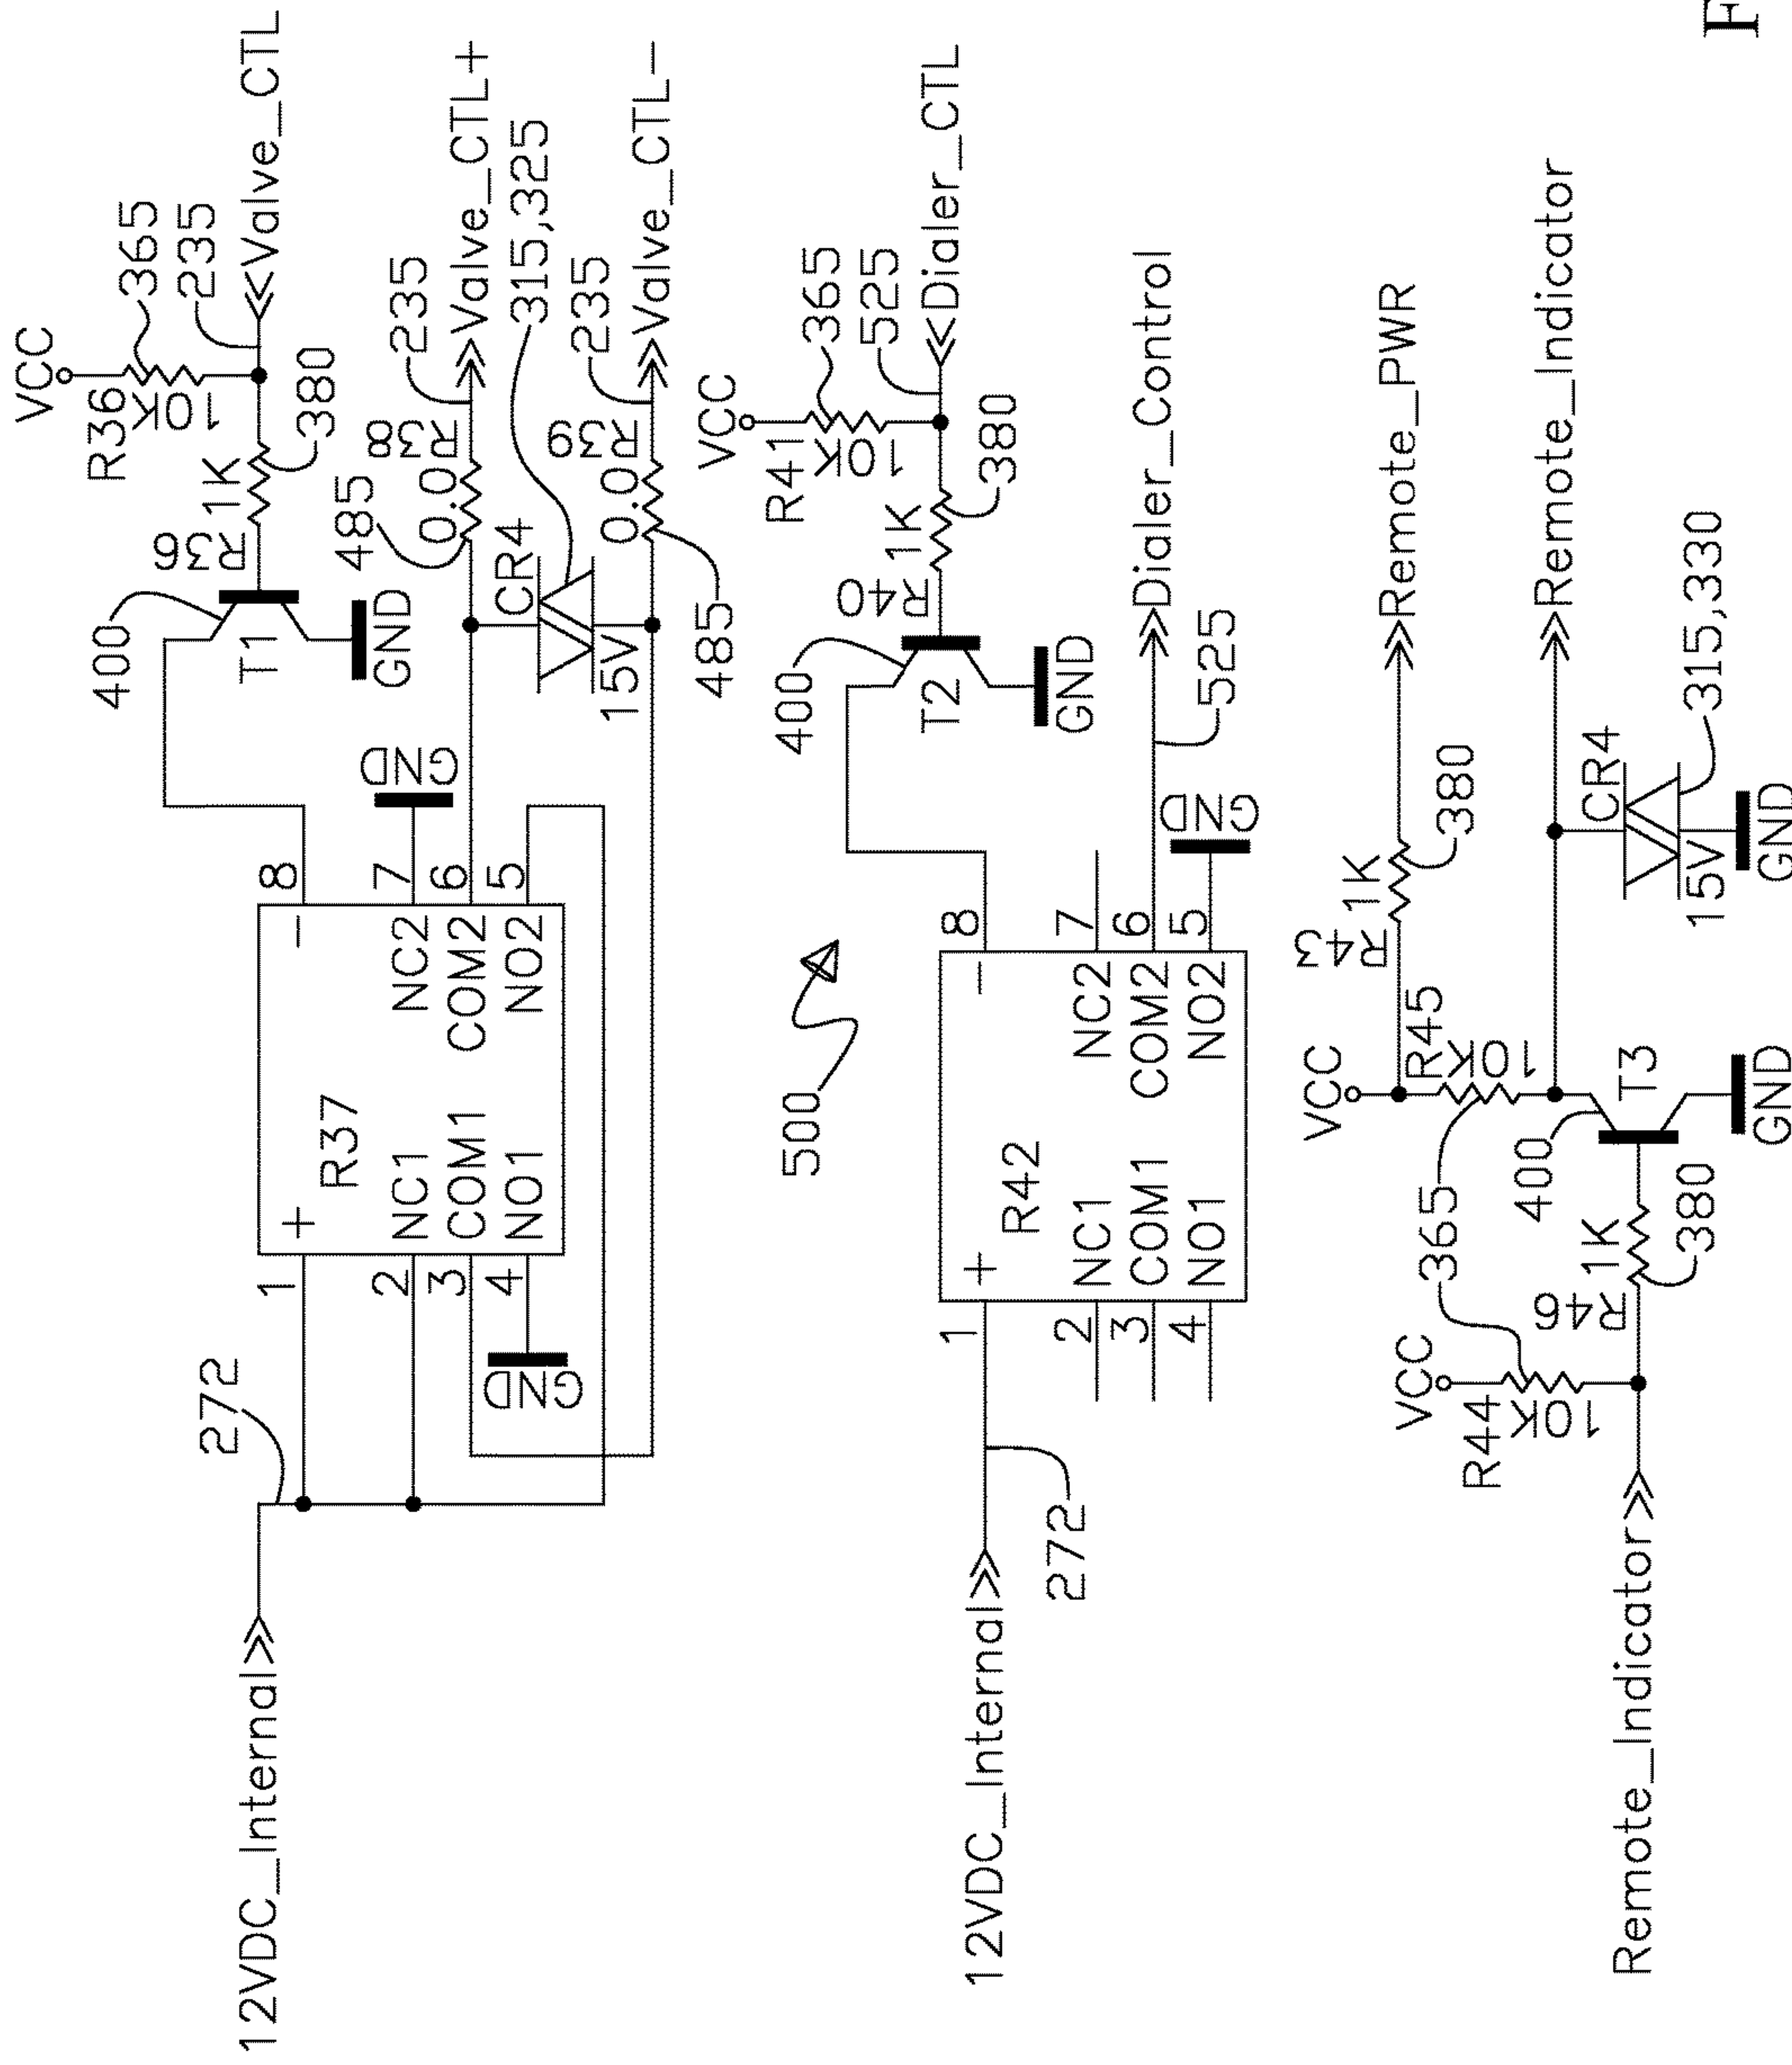 VCC
R36
10K
365
235
<<Valve_CTL
380
1K
R36
400
T1
GND
485
R38
0.0
235
>>Valve_CTL+
CR4
15V
315,325
R39
0.0
235
>>Valve_CTL-
485
272
12VDC_Internal>>
1
2
3
4
+
-
R37
NC1
COM1
NO1
NC2
COM2
NO2
8
7
6
5
GND
GND
VCC
R41
10K
365
525
<<Dialer_CTL
380
1K
R40
400
T2
GND
500
12VDC_Internal>>
272
1
2
3
4
+
-
R42
NC1
COM1
NO1
NC2
COM2
NO2
8
7
6
5
GND
525
>>Dialer_Control
VCC
R45
10K
R43
1K
380
>>Remote_PWR
VCC
R44
10K
365
400
T3
GND
R46
1K
380
Remote_Indicator>>
>>Remote_Indicator
CR4
15V
315,330
GND
F